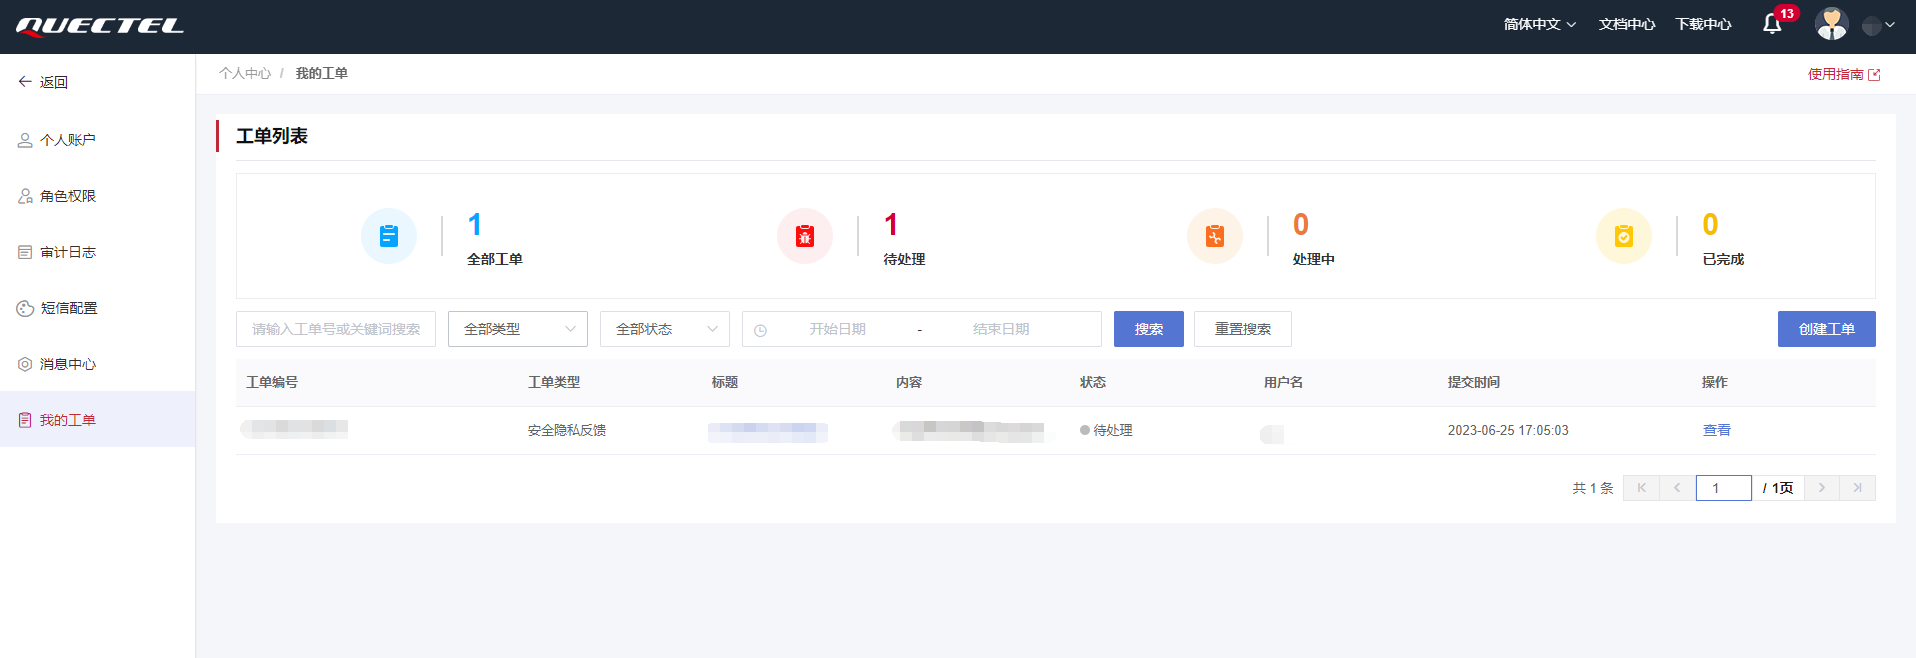 QUECTEL
简体中文 文档中心 下载中心 13
返回
个人中心 / 我的工单
使用指南
个人账户
角色权限
审计日志
短信配置
消息中心
我的工单
工单列表
1
全部工单
1
待处理
0
处理中
0
已完成
请输入工单号或关键词搜索 全部类型 全部状态 开始日期 - 结束日期 搜索 重置搜索 创建工单
工单编号 工单类型 标题 内容 状态 用户名 提交时间 操作
安全隐私反馈 待处理 2023-06-25 17:05:03 查看
共 1 条 1 / 1页